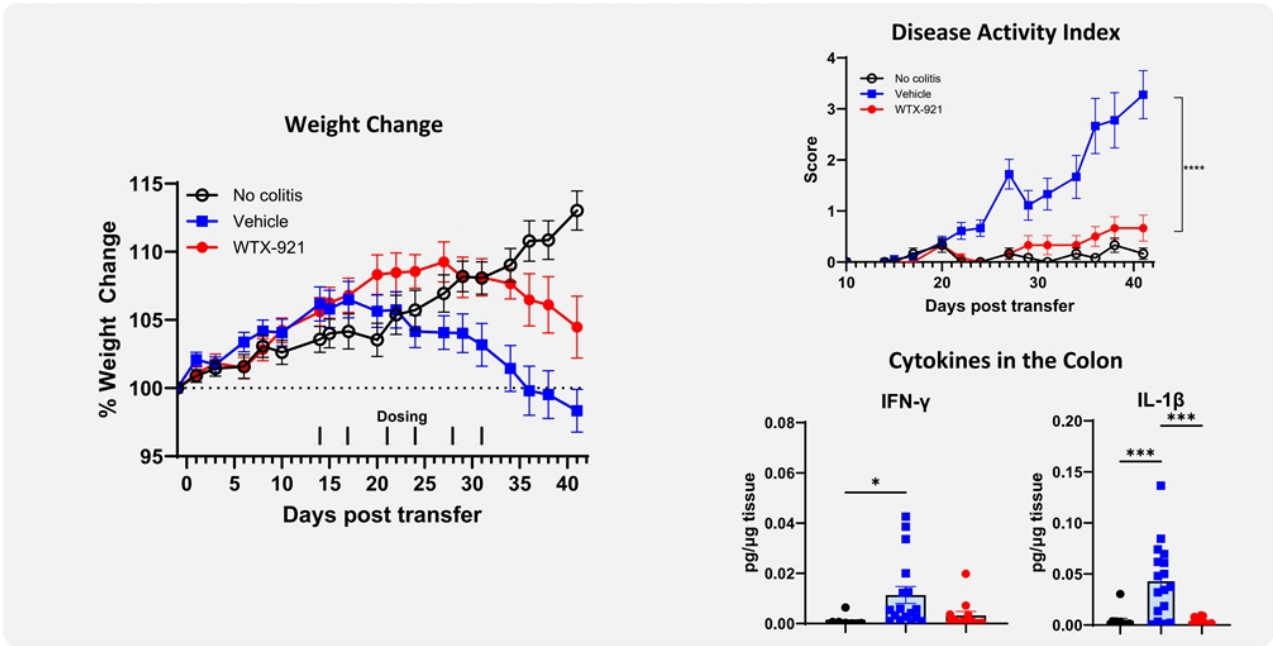 Weight Change
115
110
105
100
95
% Weight Change
No colitis
Vehicle
WTX-921
Dosing
0 5 10 15 20 25 30 35 40
Days post transfer
Disease Activity Index
4
3
2
1
0
Score
No colitis
Vehicle
WTX-921
****
10 20 30 40
Days post transfer
Cytokines in the Colon
IFN-γ
0.08
0.06
0.04
0.02
0.00
pg/μg tissue
*
IL-1β
0.20
0.15
0.10
0.05
0.00
pg/μg tissue
***
***